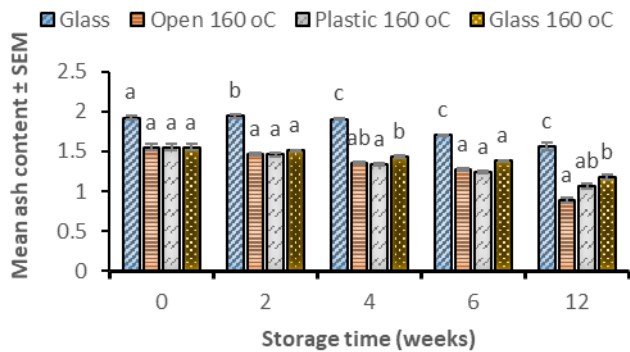 Glass Open 160 oC Plastic 160 oC Glass 160 oC
Mean ash content ± SEM
2.5
2
1.5
1
0.5
0
a a a a
b a a a
c ab a b
c a a a
c a ab b
0 2 4 6 12
Storage time (weeks)